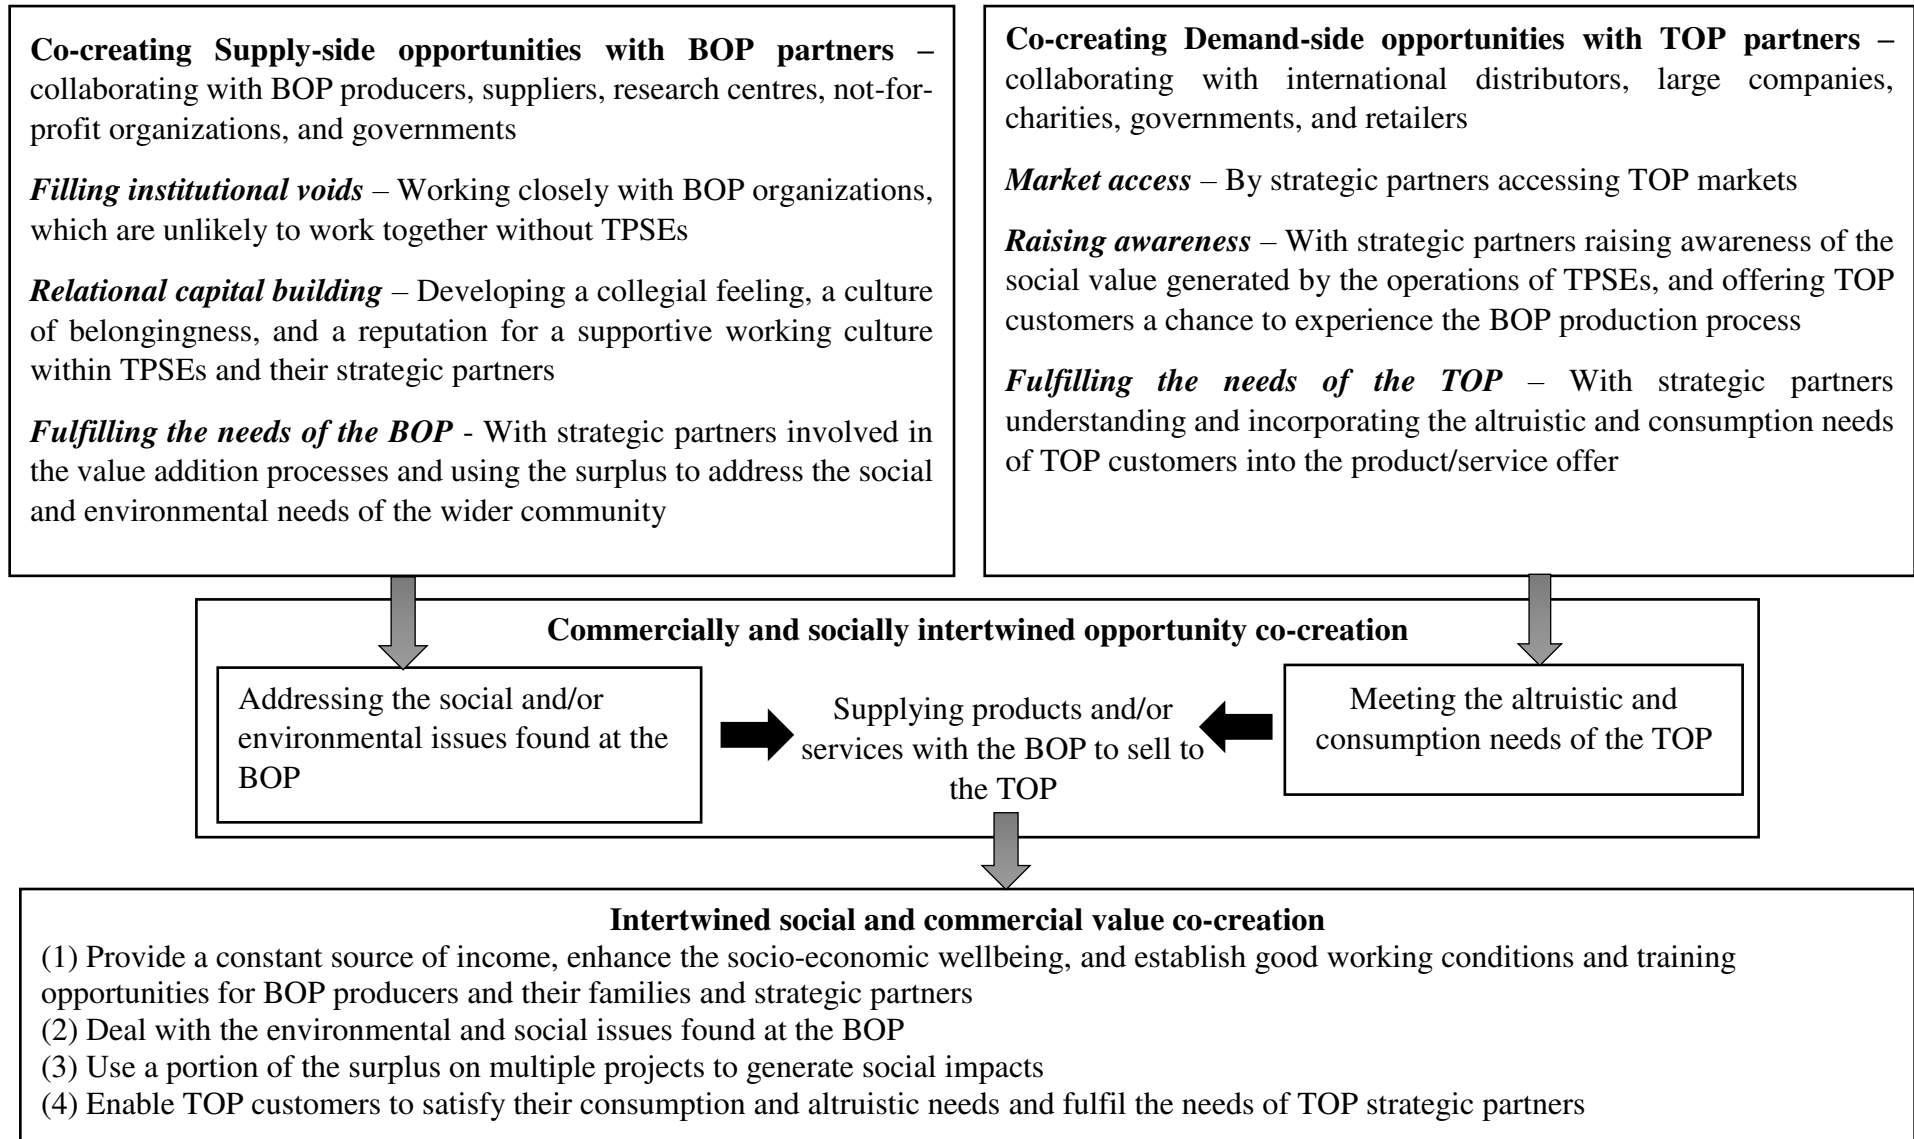 Co-creating Supply-side opportunities with BOP partners –
collaborating with BOP producers, suppliers, research centres, not-for-
profit organizations, and governments
Filling institutional voids – Working closely with BOP organizations,
which are unlikely to work together without TPSEs
Relational capital building – Developing a collegial feeling, a culture
of belongingness, and a reputation for a supportive working culture
within TPSEs and their strategic partners
Fulfilling the needs of the BOP - With strategic partners involved in
the value addition processes and using the surplus to address the social
and environmental needs of the wider community
Co-creating Demand-side opportunities with TOP partners –
collaborating with international distributors, large companies,
charities, governments, and retailers
Market access – By strategic partners accessing TOP markets
Raising awareness – With strategic partners raising awareness of the
social value generated by the operations of TPSEs, and offering TOP
customers a chance to experience the BOP production process
Fulfilling the needs of the TOP – With strategic partners
understanding and incorporating the altruistic and consumption needs
of TOP customers into the product/service offer
Commercially and socially intertwined opportunity co-creation
Addressing the social and/or
environmental issues found at the
BOP
Supplying products and/or
services with the BOP to sell to
the TOP
Meeting the altruistic and
consumption needs of the TOP
Intertwined social and commercial value co-creation
(1) Provide a constant source of income, enhance the socio-economic wellbeing, and establish good working conditions and training
opportunities for BOP producers and their families and strategic partners
(2) Deal with the environmental and social issues found at the BOP
(3) Use a portion of the surplus on multiple projects to generate social impacts
(4) Enable TOP customers to satisfy their consumption and altruistic needs and fulfil the needs of TOP strategic partners